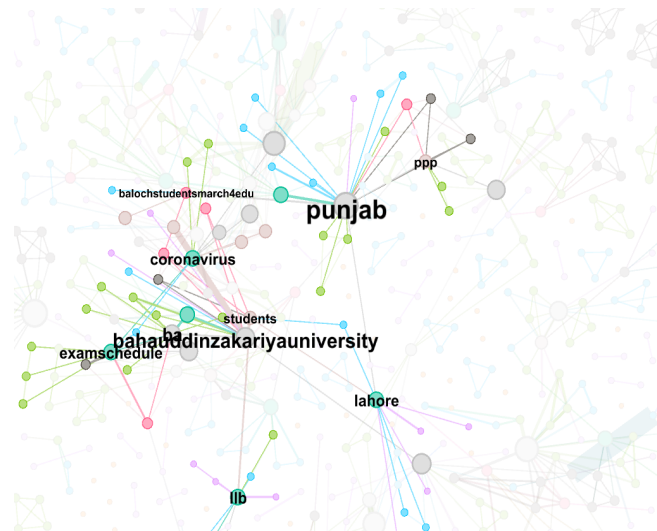 ppp
balochstudentsmarch4edu
punjab
coronavirus
students
ba
bahauddinzakariyauniversity
examschedule
lahore
llb